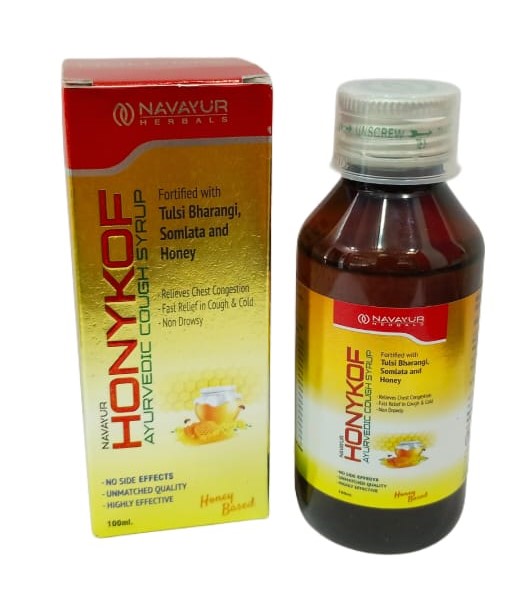 NAVAYUR
HERBALS
Fortified with
Tulsi Bharangi,
Somlata and
Honey
- Relieves Chest Congestion
- Fast Relief in Cough & Cold
- Non Drowsy
NAVAYUR
HONYKOF
AYURVEDIC COUGH SYRUP
- NO SIDE EFFECTS
- UNMATCHED QUALITY
- HIGHLY EFFECTIVE
Honey
Based
100ml.
UNSCREW
NAVAYUR
HERBALS
Fortified with
Tulsi Bharangi,
Somlata and
Honey
- Relieves Chest Congestion
- Fast Relief in Cough & Cold
- Non Drowsy
NAVAYUR
HONYKOF
AYURVEDIC COUGH SYRUP
- NO SIDE EFFECTS
- UNMATCHED QUALITY
- HIGHLY EFFECTIVE
Honey
Based
100ml.